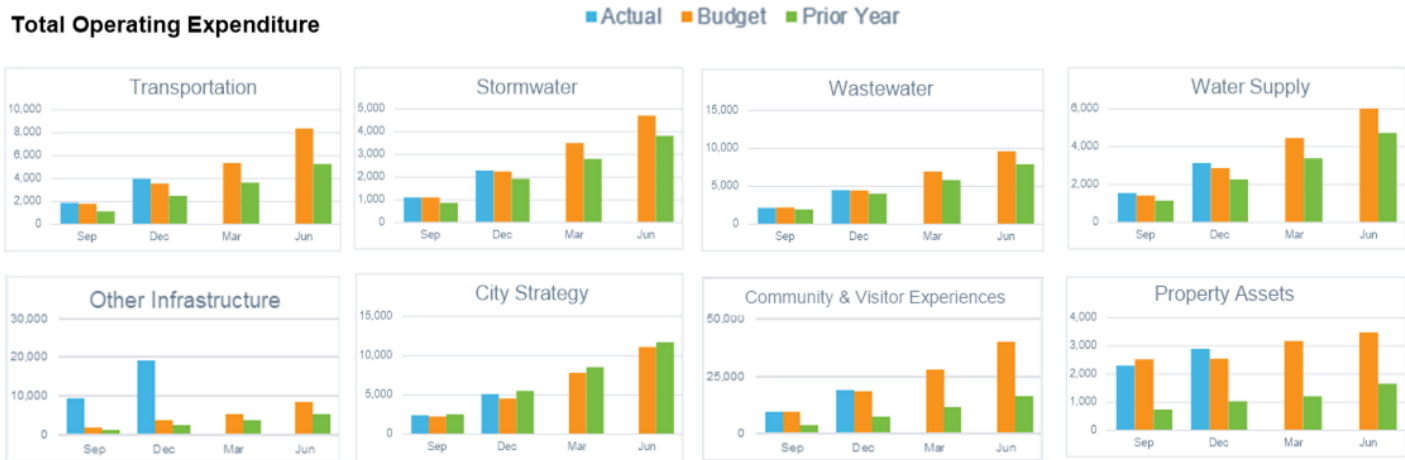 Total Operating Expenditure
Actual Budget Prior Year
Transportation
10,000
8,000
6,000
4,000
2,000
0
Sep Dec Mar Jun
Stormwater
5,000
4,000
3,000
2,000
1,000
0
Sep Dec Mar Jun
Wastewater
15,000
10,000
5,000
0
Sep Dec Mar Jun
Water Supply
6,000
4,000
2,000
0
Sep Dec Mar Jun
Other Infrastructure
30,000
20,000
10,000
0
Sep Dec Mar Jun
City Strategy
15,000
10,000
5,000
0
Sep Dec Mar Jun
Community & Visitor Experiences
50,000
25,000
0
Sep Dec Mar Jun
Property Assets
4,000
3,000
2,000
1,000
0
Sep Dec Mar Jun